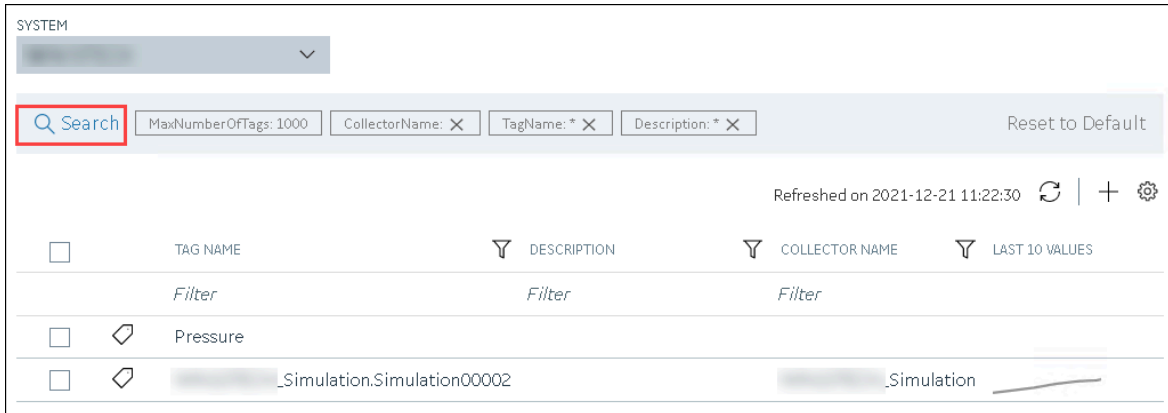 SYSTEM
Search MaxNumberOfTags: 1000 CollectorName: TagName: * Description: * Reset to Default
Refreshed on 2021-12-21 11:22:30
TAG NAME DESCRIPTION COLLECTOR NAME LAST 10 VALUES
Filter Filter Filter
Pressure
_Simulation.Simulation00002 _Simulation